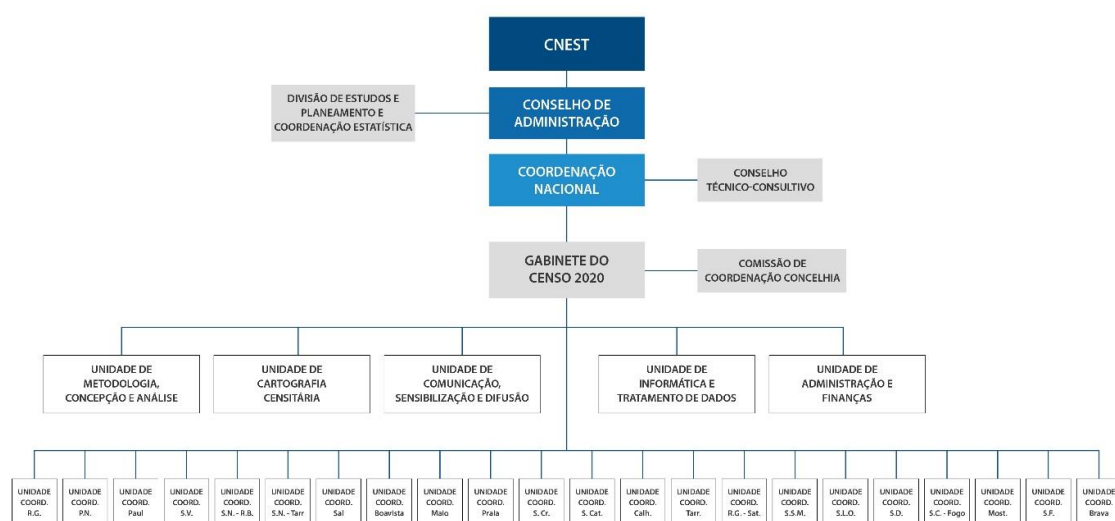 CNEST
DIVISÃO DE ESTUDOS E
PLANEAMENTO E
COORDENAÇÃO ESTATÍSTICA
CONSELHO DE
ADMINISTRAÇÃO
COORDENAÇÃO
NACIONAL
CONSELHO
TÉCNICO-CONSULTIVO
GABINETE DO
CENSO 2020
COMISSÃO DE
COORDENAÇÃO CONCELHIA
UNIDADE DE
METODOLOGIA,
CONCEPÇÃO E ANÁLISE
UNIDADE DE
CARTOGRAFIA
CENSITÁRIA
UNIDADE DE
COMUNICAÇÃO,
SENSIBILIZAÇÃO E DIFUSÃO
UNIDADE DE
INFORMÁTICA E
TRATAMENTO DE DADOS
UNIDADE DE
ADMINISTRAÇÃO E
FINANÇAS
UNIDADE
COORD.
R.G.
UNIDADE
COORD.
P.N.
UNIDADE
COORD.
Paul
UNIDADE
COORD.
S.V.
UNIDADE
COORD.
S.N. - R.B.
UNIDADE
COORD.
S.N. - Tarr
UNIDADE
COORD.
Sal
UNIDADE
COORD.
Boavista
UNIDADE
COORD.
Maio
UNIDADE
COORD.
Praia
UNIDADE
COORD.
S. Cr.
UNIDADE
COORD.
S. Cat.
UNIDADE
COORD.
Calh.
UNIDADE
COORD.
Tarr.
UNIDADE
COORD.
R.G. - Sat.
UNIDADE
COORD.
S.S.M.
UNIDADE
COORD.
S.L.O.
UNIDADE
COORD.
S.D.
UNIDADE
COORD.
S.C. - Fogo
UNIDADE
COORD.
Most.
UNIDADE
COORD.
S.F.
UNIDADE
COORD.
Brava